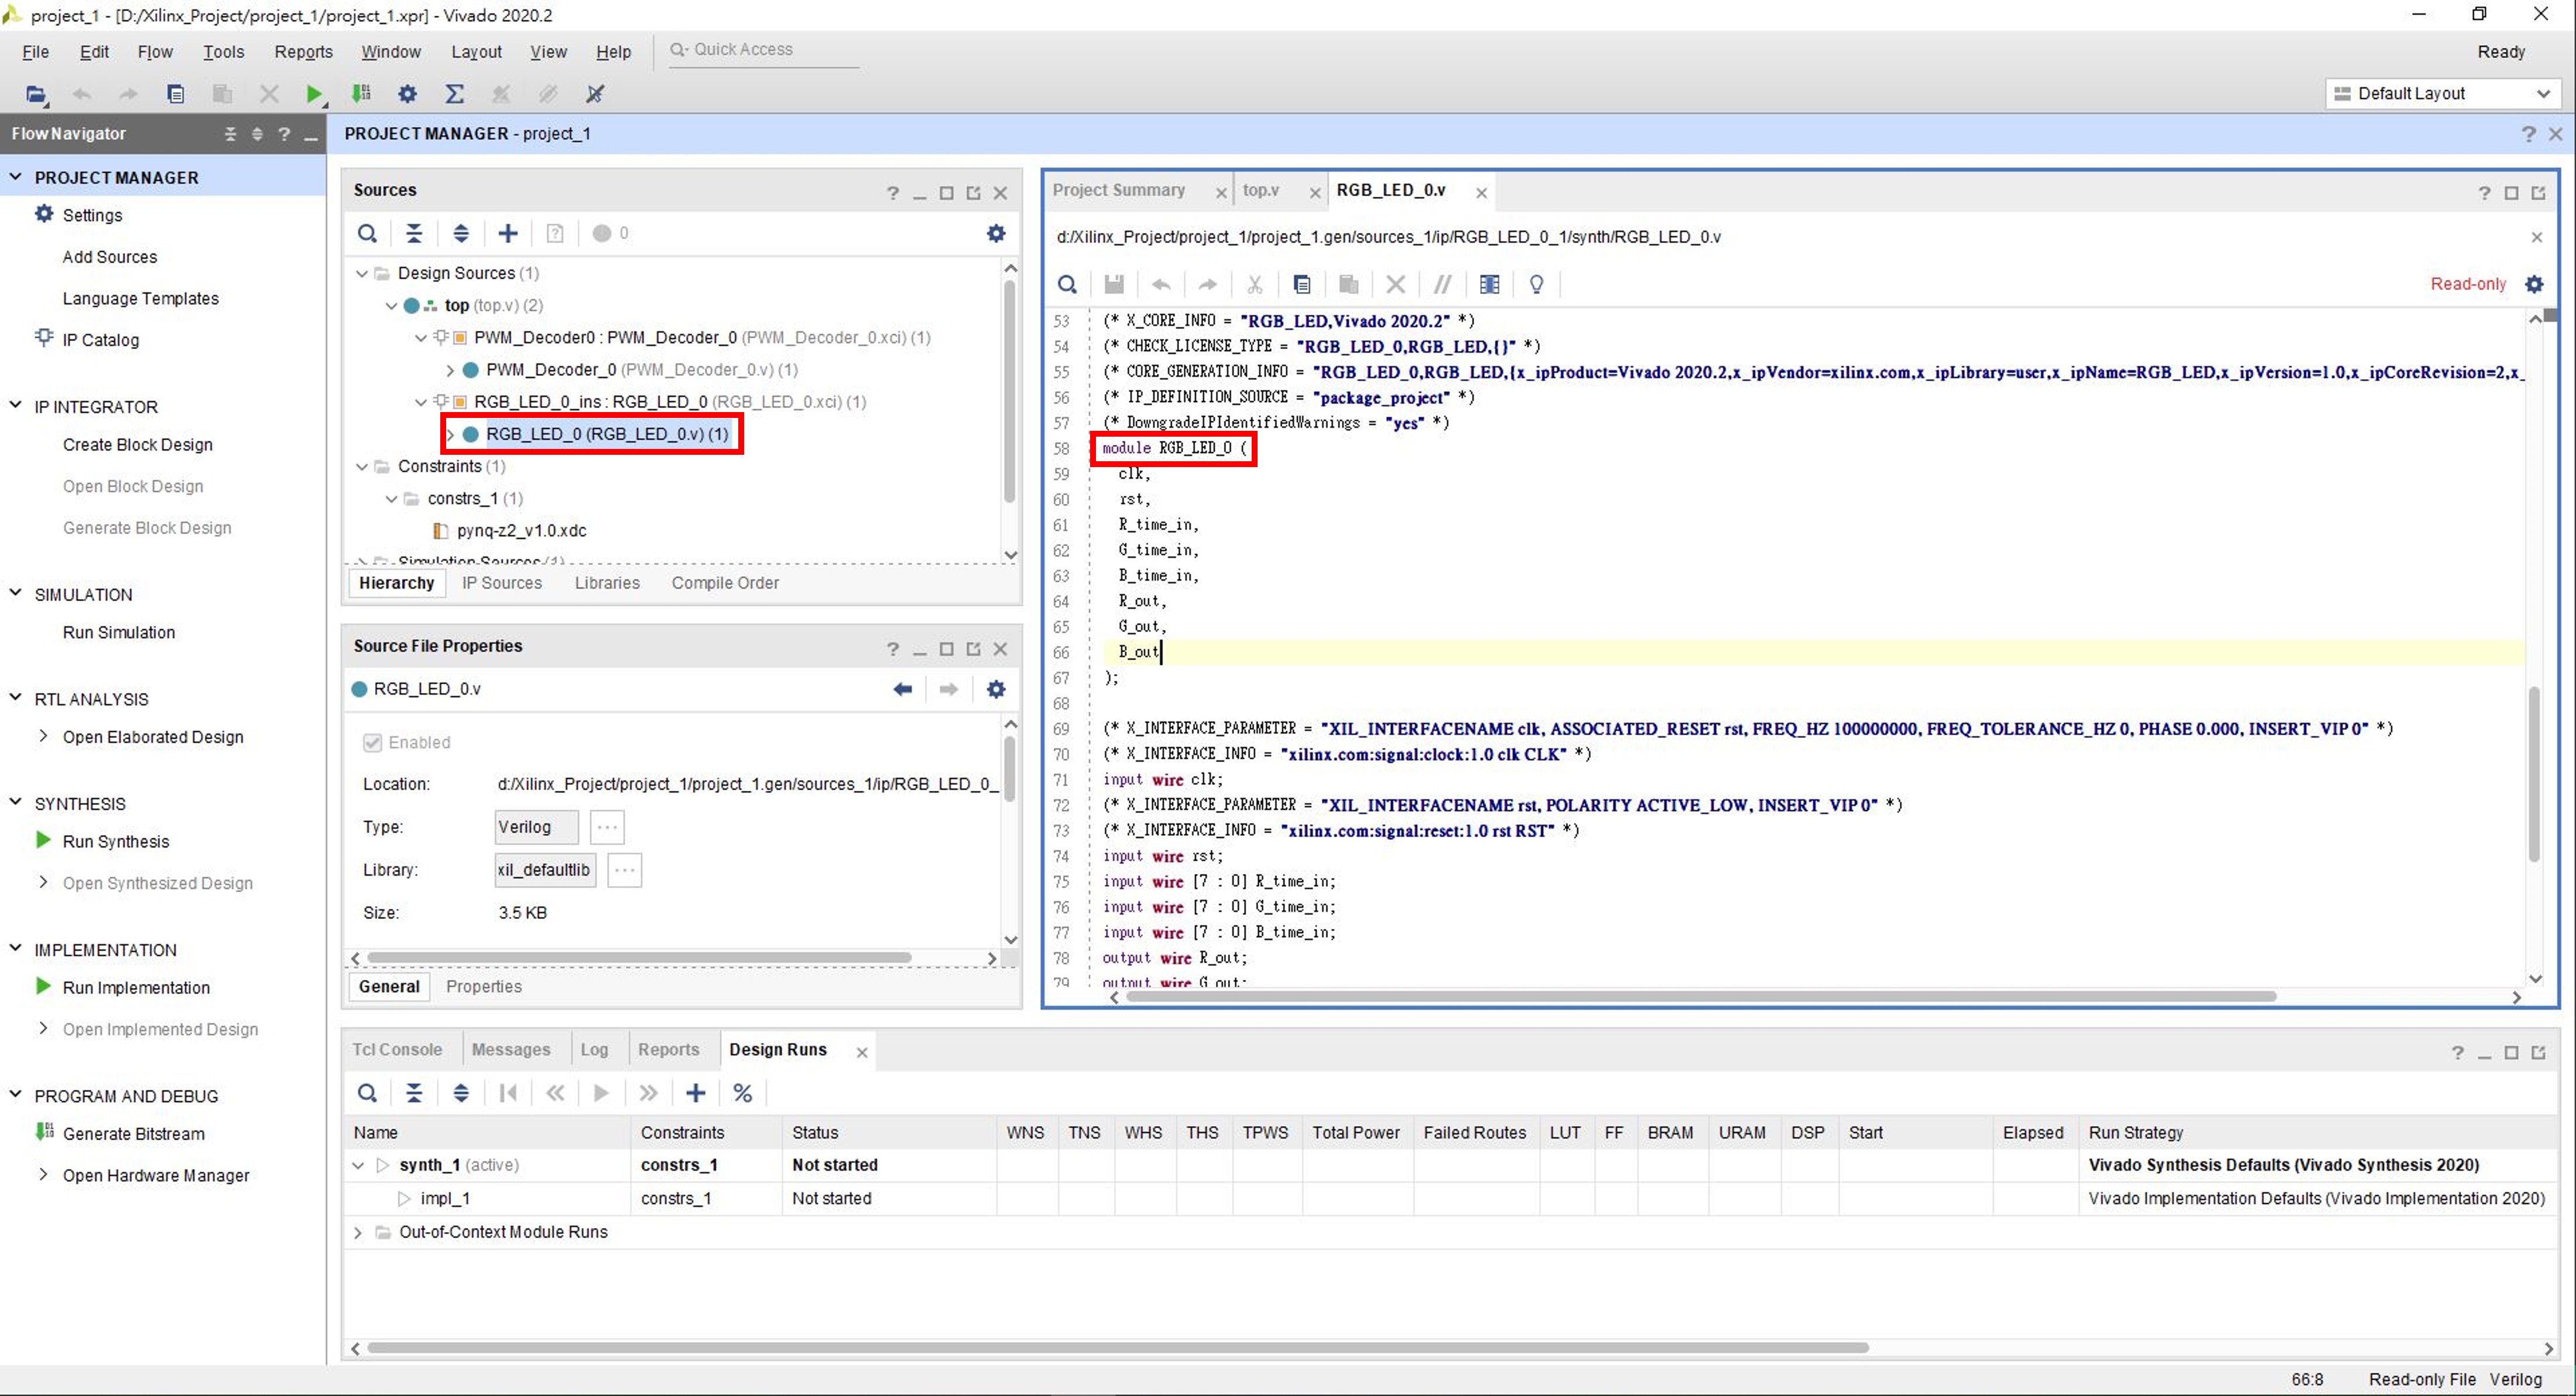 project_1 - [D:/Xilinx_Project/project_1/project_1.xpr] - Vivado 2020.2
File Edit Flow Tools Reports Window Layout View Help Quick Access Ready
Default Layout
Flow Navigator
PROJECT MANAGER - project_1
PROJECT MANAGER
Settings
Add Sources
Language Templates
IP Catalog
IP INTEGRATOR
Create Block Design
Open Block Design
Generate Block Design
SIMULATION
Run Simulation
RTL ANALYSIS
Open Elaborated Design
SYNTHESIS
Run Synthesis
Open Synthesized Design
IMPLEMENTATION
Run Implementation
Open Implemented Design
PROGRAM AND DEBUG
Generate Bitstream
Open Hardware Manager
Sources
0
Design Sources (1)
top (top.v) (2)
PWM_Decoder0 : PWM_Decoder_0 (PWM_Decoder_0.xci) (1)
PWM_Decoder_0 (PWM_Decoder_0.v) (1)
RGB_LED_0_ins : RGB_LED_0 (RGB_LED_0.xci) (1)
RGB_LED_0 (RGB_LED_0.v) (1)
Constraints (1)
constrs_1 (1)
pynq-z2_v1.0.xdc
Simulation Sources (1)
Hierarchy IP Sources Libraries Compile Order
Source File Properties
RGB_LED_0.v
Enabled
Location: d:/Xilinx_Project/project_1/project_1.gen/sources_1/ip/RGB_LED_0_
Type: Verilog ...
Library: xil_defaultlib ...
Size: 3.5 KB
General Properties
Project Summary top.v RGB_LED_0.v
d:/Xilinx_Project/project_1/project_1.gen/sources_1/ip/RGB_LED_0_1/synth/RGB_LED_0.v
Read-only
53 (* X_CORE_INFO = "RGB_LED,Vivado 2020.2" *)
54 (* CHECK_LICENSE_TYPE = "RGB_LED_0,RGB_LED,{}" *)
55 (* CORE_GENERATION_INFO = "RGB_LED_0,RGB_LED,{x_ipProduct=Vivado 2020.2,x_ipVendor=xilinx.com,x_ipLibrary=user,x_ipName=RGB_LED,x_ipVersion=1.0,x_ipCoreRevision=2,x_
56 (* IP_DEFINITION_SOURCE = "package_project" *)
57 (* DowngradeIPIdentifiedWarnings = "yes" *)
58 module RGB_LED_0 (
59 clk,
60 rst,
61 R_time_in,
62 G_time_in,
63 B_time_in,
64 R_out,
65 G_out,
66 B_out
67 );
68
69 (* X_INTERFACE_PARAMETER = "XIL_INTERFACENAME clk, ASSOCIATED_RESET rst, FREQ_HZ 100000000, FREQ_TOLERANCE_HZ 0, PHASE 0.000, INSERT_VIP 0" *)
70 (* X_INTERFACE_INFO = "xilinx.com:signal:clock:1.0 clk CLK" *)
71 input wire clk;
72 (* X_INTERFACE_PARAMETER = "XIL_INTERFACENAME rst, POLARITY ACTIVE_LOW, INSERT_VIP 0" *)
73 (* X_INTERFACE_INFO = "xilinx.com:signal:reset:1.0 rst RST" *)
74 input wire rst;
75 input wire [7 : 0] R_time_in;
76 input wire [7 : 0] G_time_in;
77 input wire [7 : 0] B_time_in;
78 output wire R_out;
79 output wire G_out;
Tcl Console Messages Log Reports Design Runs
Name Constraints Status WNS TNS WHS THS TPWS Total Power Failed Routes LUT FF BRAM URAM DSP Start Elapsed Run Strategy
synth_1 (active) constrs_1 Not started Vivado Synthesis Defaults (Vivado Synthesis 2020)
impl_1 constrs_1 Not started Vivado Implementation Defaults (Vivado Implementation 2020)
Out-of-Context Module Runs
66:8 Read-only File Verilog